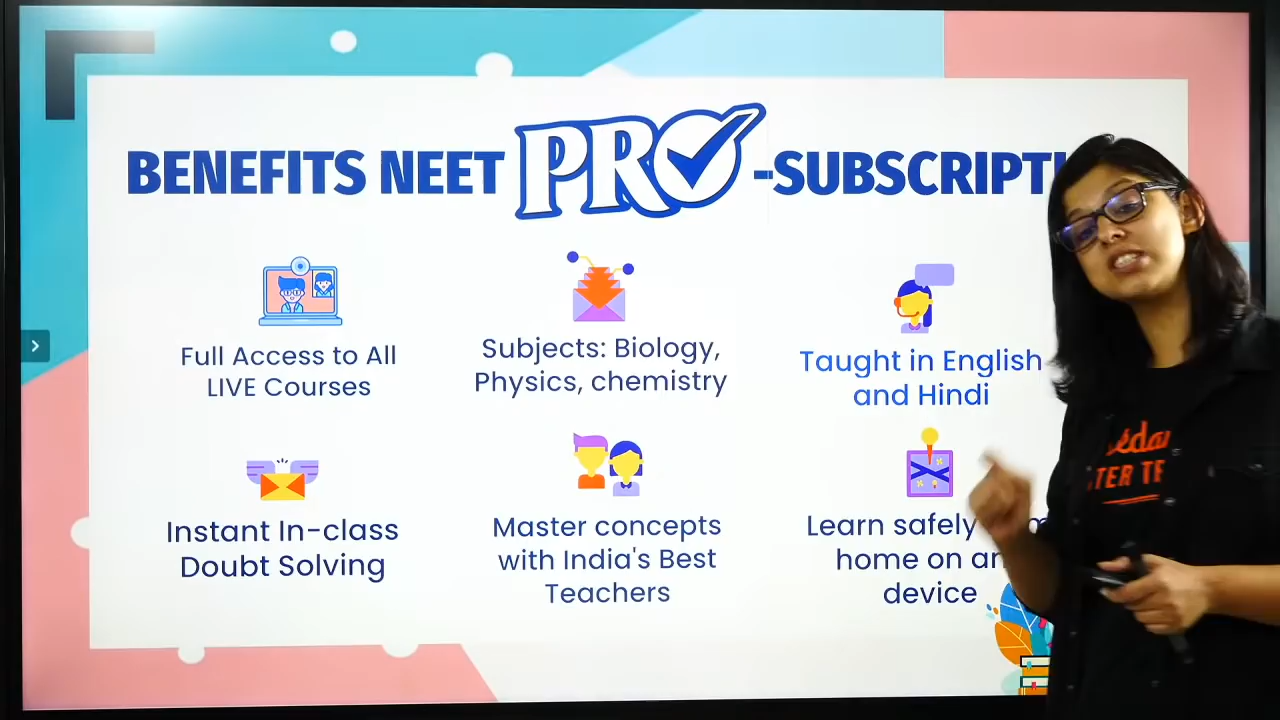 BENEFITS NEET PRO -SUBSCRIPTI
Full Access to All
LIVE Courses
Subjects: Biology,
Physics, chemistry
Taught in English
and Hindi
Instant In-class
Doubt Solving
Master concepts
with India's Best
Teachers
Learn safely
home on an
device